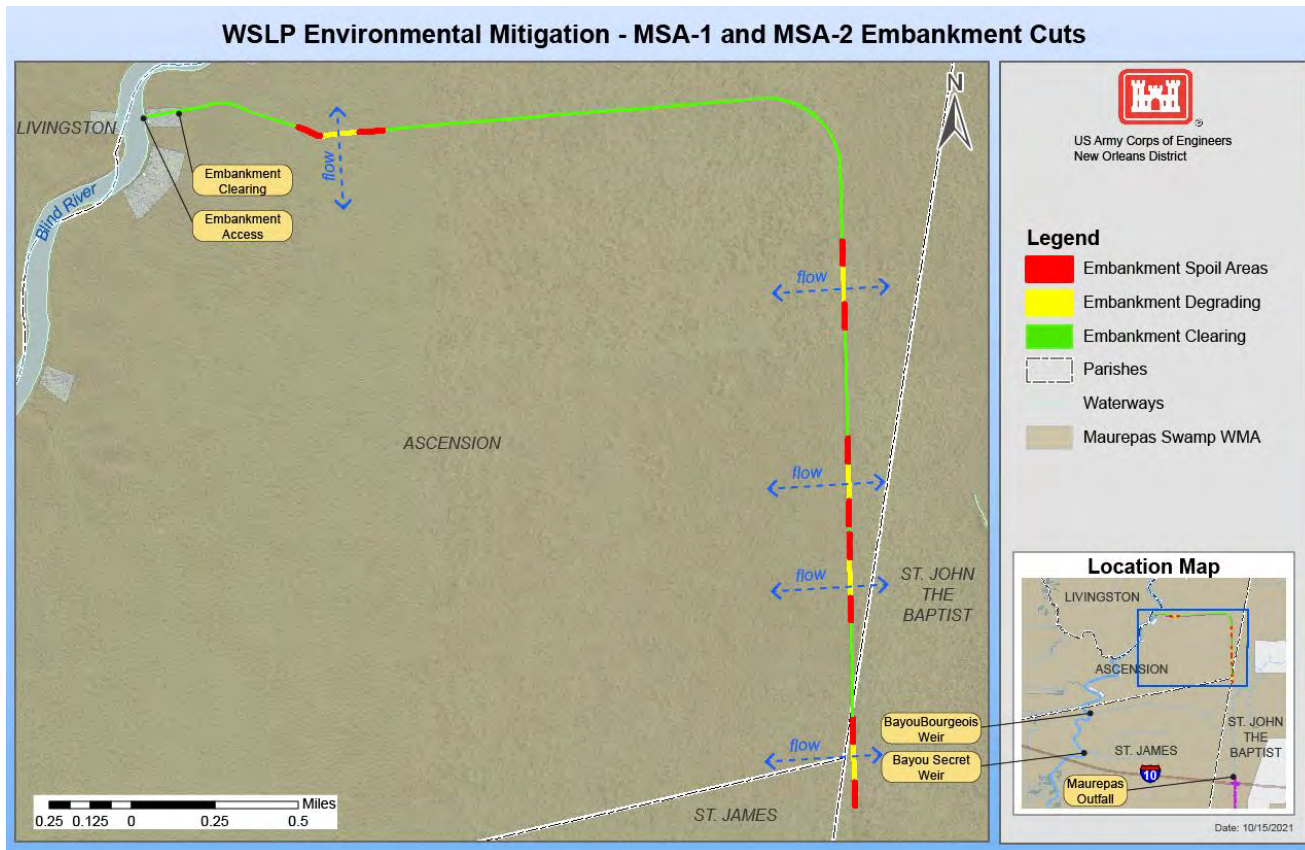 WSLP Environmental Mitigation - MSA-1 and MSA-2 Embankment Cuts
LIVINGSTON
Blind River
Embankment
Clearing
Embankment
Access
flow
N
flow
flow
flow
flow
ASCENSION
ST. JOHN
THE
BAPTIST
ST. JAMES
0.25 0.125 0 0.25 0.5
Miles
US Army Corps of Engineers
New Orleans District
®
Legend
Embankment Spoil Areas
Embankment Degrading
Embankment Clearing
Parishes
Waterways
Maurepas Swamp WMA
Location Map
LIVINGSTON
ASCENSION
BayouBourgeois
Weir
Bayou Secret
Weir
ST. JAMES
ST. JOHN
THE
BAPTIST
10
Maurepas
Outfall
Date: 10/15/2021